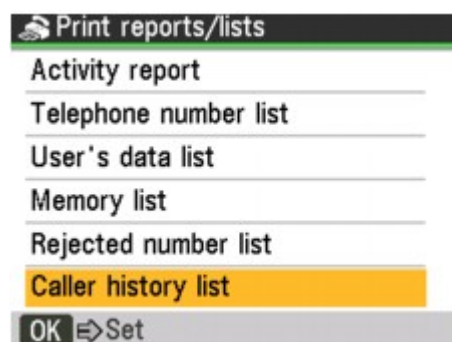 Print reports/lists
Activity report
Telephone number list
User's data list
Memory list
Rejected number list
Caller history list
OK ⇨Set